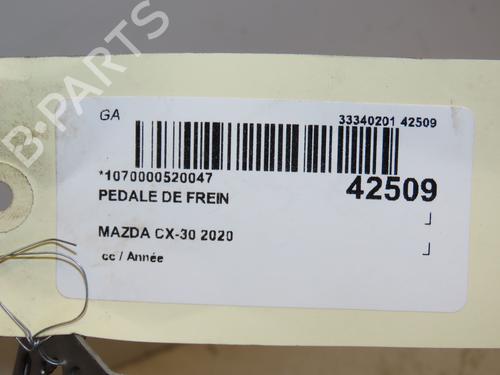 B-PARTS
GA
33340201 42509
*1070000520047
42509
PEDALE DE FREIN
MAZDA CX-30 2020
cc / Année